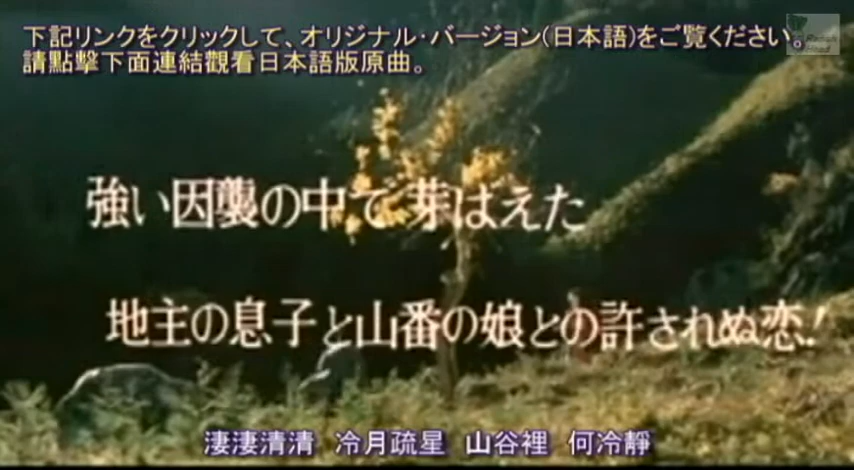 下記リンクをクリックして、オリジナル・バージョン(日本語)をご覧ください。
請點擊下面連結觀看日本語版原曲。
強い因襲の中で芽ばえた
地主の息子と山番の娘との許されぬ恋!
淒淒清清 冷月疏星 山谷裡 何冷靜